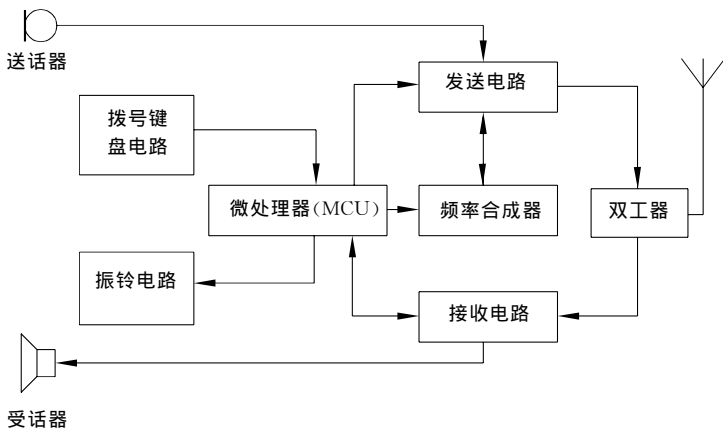 送话器
发送电路
拨号键
盘电路
微处理器(MCU)
频率合成器
双工器
振铃电路
接收电路
受话器